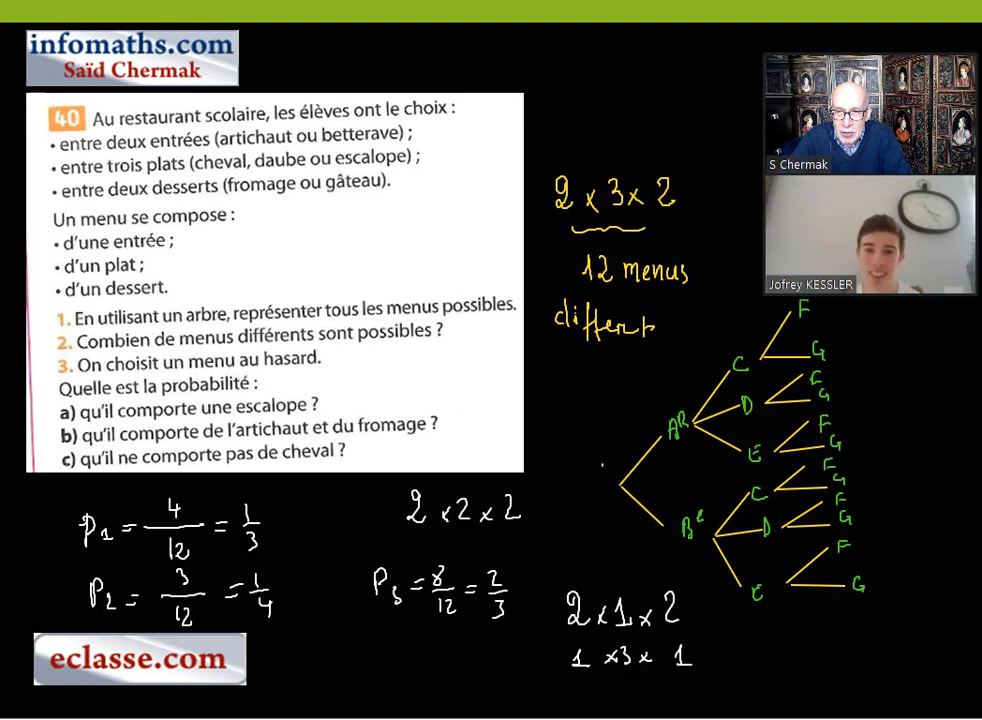 infomaths.com
Saïd Chermak
40 Au restaurant scolaire, les élèves ont le choix :
• entre deux entrées (artichaut ou betterave) ;
• entre trois plats (cheval, daube ou escalope) ;
• entre deux desserts (fromage ou gâteau).
Un menu se compose :
• d'une entrée ;
• d'un plat ;
• d'un dessert.
1. En utilisant un arbre, représenter tous les menus possibles.
2. Combien de menus différents sont possibles ?
3. On choisit un menu au hasard.
Quelle est la probabilité :
a) qu'il comporte une escalope ?
b) qu'il comporte de l'artichaut et du fromage ?
c) qu'il ne comporte pas de cheval ?
S Chermak
Jofrey KESSLER
2 x 3 x 2
12 menus
different
F
C G
F
D G
AR
F
E G
F
C G
F
Be D G
F
E G
P1 = 4/12 = 1/3
2 x 2 x 2
P2 = 3/12 = 1/4
P3 = 8/12 = 2/3
2 x 1 x 2
1 x 3 x 1
eclasse.com